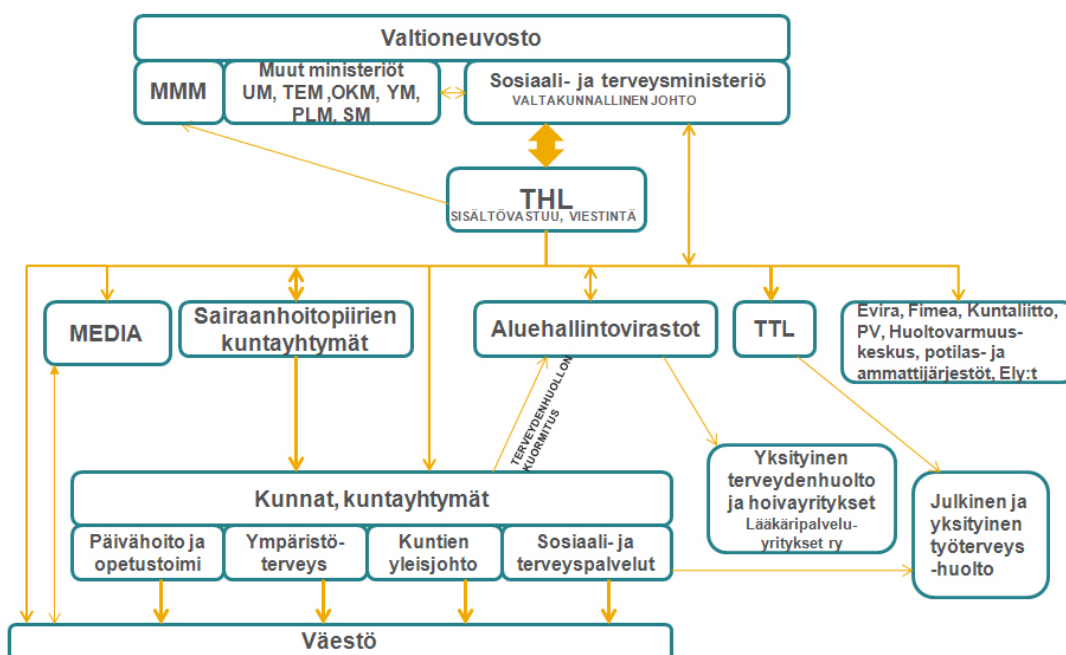 Valtioneuvosto
MMM
Muut ministeriöt
UM, TEM ,OKM, YM,
PLM, SM
Sosiaali- ja terveysministeriö
VALTAKUNNALLINEN JOHTO
THL
SISÄLTÖVASTUU, VIESTINTÄ
MEDIA
Sairaanhoitopiirien
kuntayhtymät
Aluehallintovirastot
TTL
Evira, Fimea, Kuntaliitto,
PV, Huoltovarmuus-
keskus, potilas- ja
ammattijärjestöt, Ely:t
TERVEYDENHUOLLON
KUORMITUS
Kunnat, kuntayhtymät
Päivähoito ja
opetustoimi
Ympäristö-
terveys
Kuntien
yleisjohto
Sosiaali- ja
terveyspalvelut
Yksityinen
terveydenhuolto
ja hoivayritykset
Lääkäripalvelu-
yritykset ry
Julkinen ja
yksityinen
työterveys
-huolto
Väestö